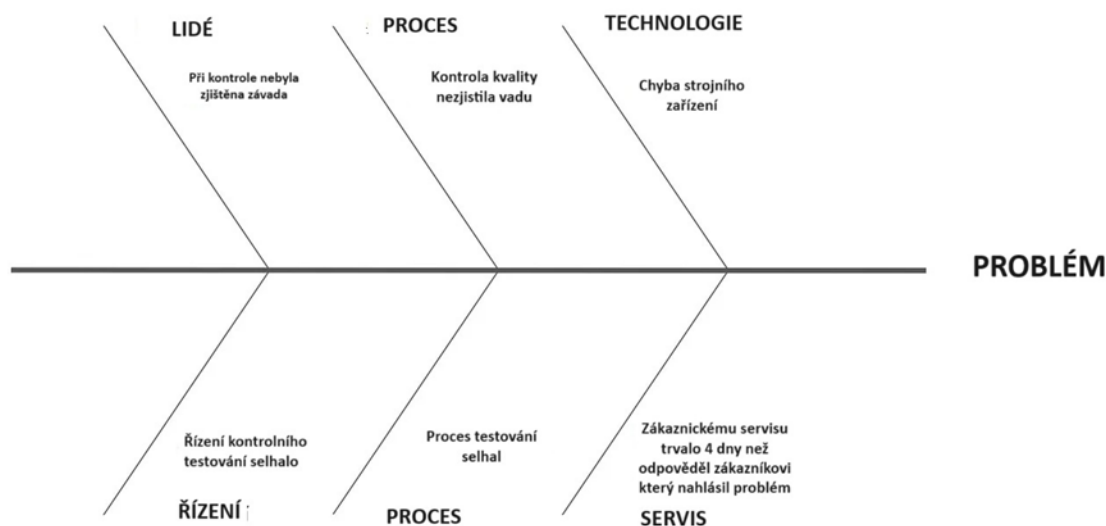 LIDÉ
PROCES
TECHNOLOGIE
Při kontrole nebyla
zjištěna závada
Kontrola kvality
nezjistila vadu
Chyba strojního
zařízení
PROBLÉM
Řízení kontrolního
testování selhalo
Proces testování
selhal
Zákaznickému servisu
trvalo 4 dny než
odpověděl zákazníkovi
který nahlásil problém
ŘÍZENÍ
PROCES
SERVIS